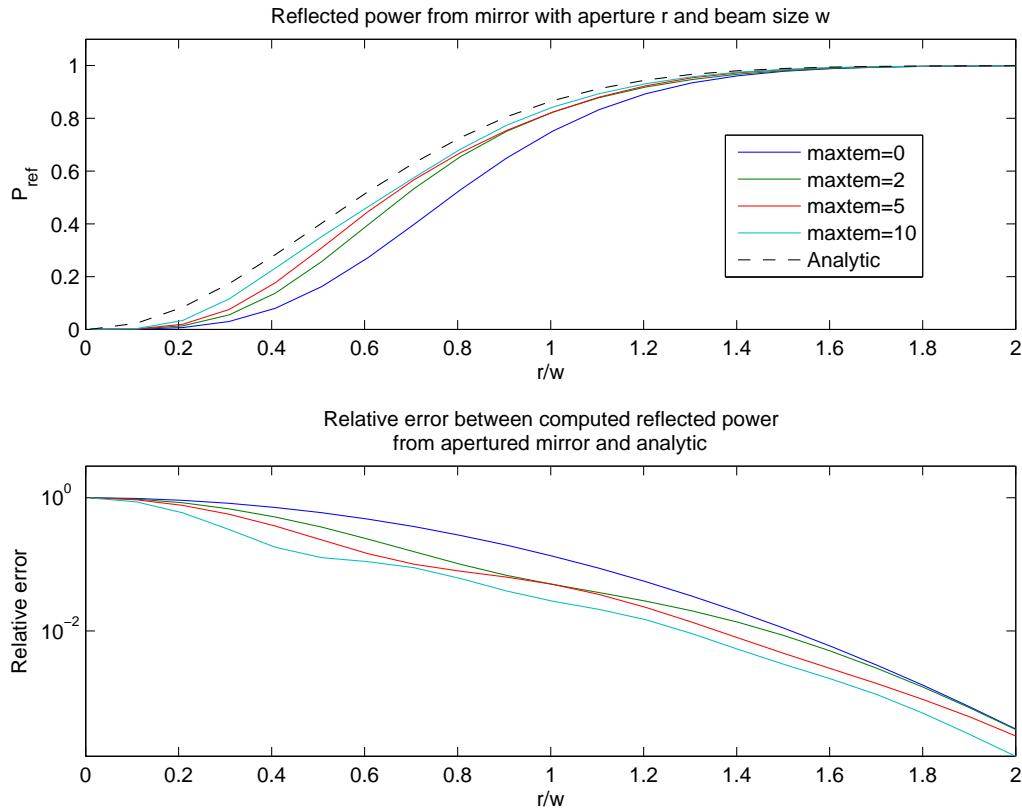 Reflected power from mirror with aperture r and beam size w
1
0.8
0.6
0.4
0.2
0
P_ref
0 0.2 0.4 0.6 0.8 1 1.2 1.4 1.6 1.8 2
r/w
maxtem=0
maxtem=2
maxtem=5
maxtem=10
Analytic
Relative error between computed reflected power
from apertured mirror and analytic
10^0
10^-2
Relative error
0 0.2 0.4 0.6 0.8 1 1.2 1.4 1.6 1.8 2
r/w